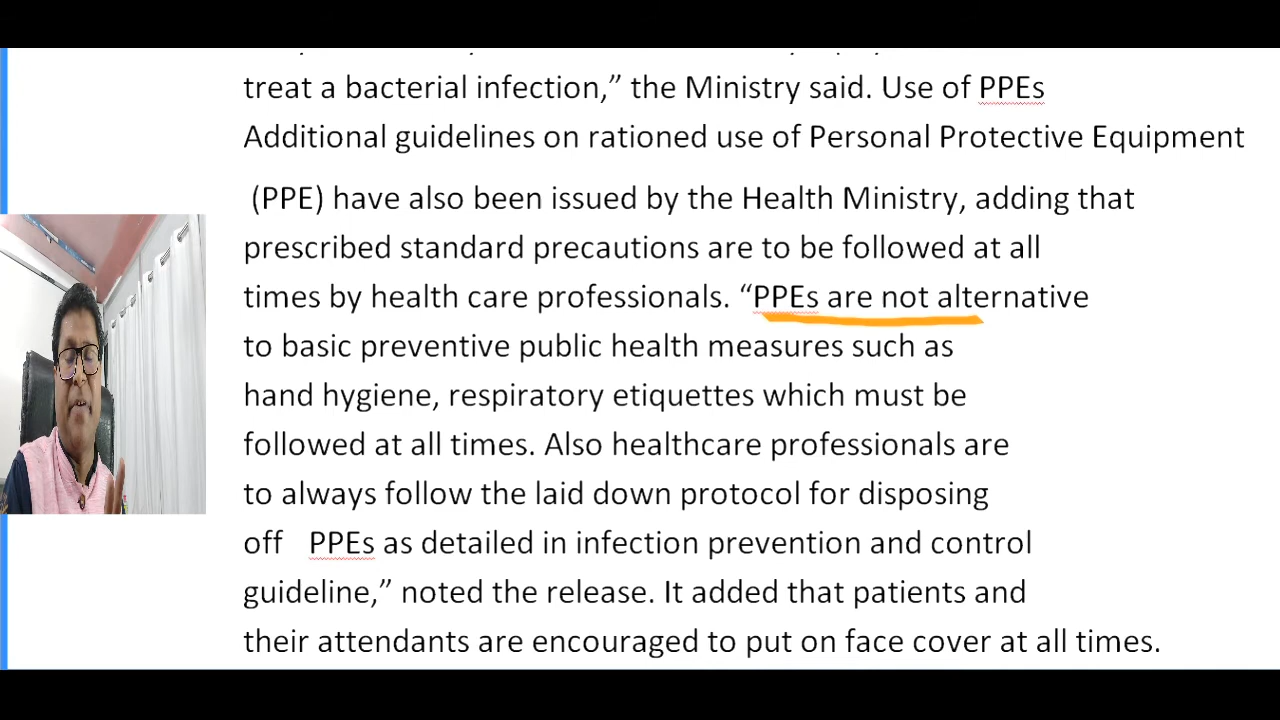 treat a bacterial infection,” the Ministry said. Use of PPEs
Additional guidelines on rationed use of Personal Protective Equipment
(PPE) have also been issued by the Health Ministry, adding that
prescribed standard precautions are to be followed at all
times by health care professionals. “PPEs are not alternative
to basic preventive public health measures such as
hand hygiene, respiratory etiquettes which must be
followed at all times. Also healthcare professionals are
to always follow the laid down protocol for disposing
off PPEs as detailed in infection prevention and control
guideline,” noted the release. It added that patients and
their attendants are encouraged to put on face cover at all times.